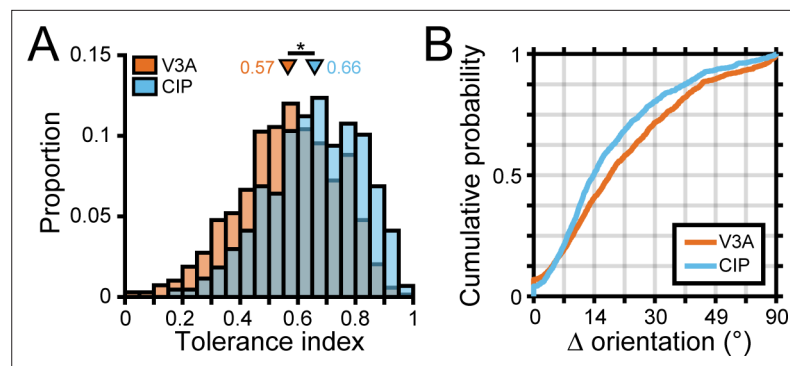 A
V3A
CIP
*
0.57 0.66
Proportion
0.15
0.1
0.05
0
0 0.2 0.4 0.6 0.8 1
Tolerance index
B
Cumulative probability
1
0.5
0
V3A
CIP
0 14 30 49 90
Δ orientation (°)